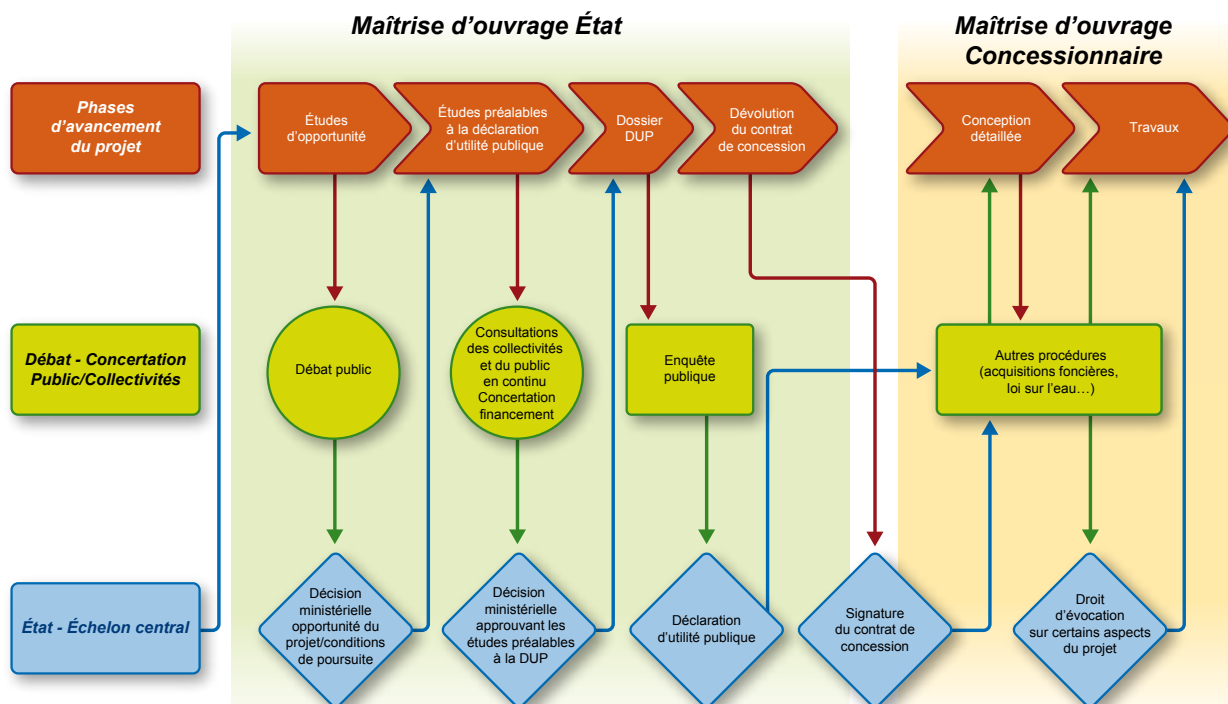 Maîtrise d'ouvrage État
Maîtrise d'ouvrage
Concessionnaire
Phases
d'avancement
du projet
Études
d'opportunité
Études préalables
à la déclaration
d'utilité publique
Dossier
DUP
Dévolution
du contrat
de concession
Conception
détaillée
Travaux
Débat - Concertation
Public/Collectivités
Débat public
Consultations
des collectivités
et du public
en continu
Concertation
financement
Enquête
publique
Autres procédures
(acquisitions foncières,
loi sur l'eau…)
État - Échelon central
Décision
ministérielle
opportunité du
projet/conditions
de poursuite
Décision
ministérielle
approuvant les
études préalables
à la DUP
Déclaration
d'utilité publique
Signature
du contrat de
concession
Droit
d'évocation
sur certains aspects
du projet